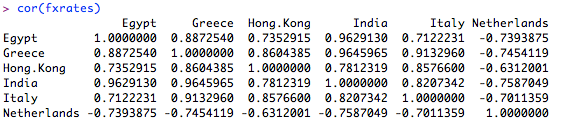 > cor(fxrates)
Egypt Greece Hong.Kong India Italy Netherlands
Egypt 1.0000000 0.8872540 0.7352915 0.9629130 0.7122231 -0.7393875
Greece 0.8872540 1.0000000 0.8604385 0.9645965 0.9132960 -0.7454119
Hong.Kong 0.7352915 0.8604385 1.0000000 0.7812319 0.8576600 -0.6312001
India 0.9629130 0.9645965 0.7812319 1.0000000 0.8207342 -0.7587049
Italy 0.7122231 0.9132960 0.8576600 0.8207342 1.0000000 -0.7011359
Netherlands -0.7393875 -0.7454119 -0.6312001 -0.7587049 -0.7011359 1.0000000